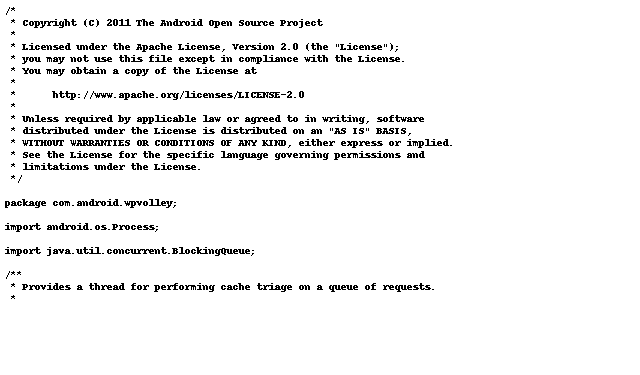 /*
 * Copyright (C) 2011 The Android Open Source Project
 *
 * Licensed under the Apache License, Version 2.0 (the "License");
 * you may not use this file except in compliance with the License.
 * You may obtain a copy of the License at
 *
 *      http://www.apache.org/licenses/LICENSE-2.0
 *
 * Unless required by applicable law or agreed to in writing, software
 * distributed under the License is distributed on an "AS IS" BASIS,
 * WITHOUT WARRANTIES OR CONDITIONS OF ANY KIND, either express or implied.
 * See the License for the specific language governing permissions and
 * limitations under the License.
 */

package com.android.wpvolley;

import android.os.Process;

import java.util.concurrent.BlockingQueue;

/**
 * Provides a thread for performing cache triage on a queue of requests.
 *